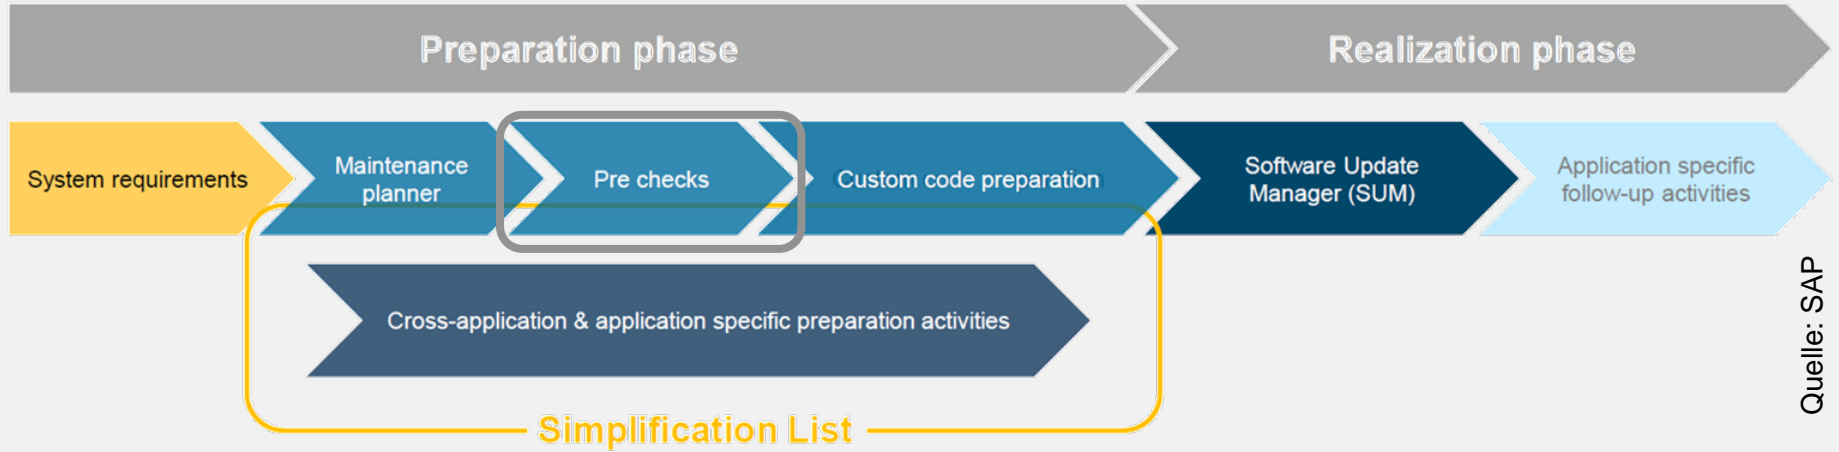 Preparation phase
Realization phase
System requirements
Maintenance
planner
Pre checks
Custom code preparation
Software Update
Manager (SUM)
Application specific
follow-up activities
Cross-application & application specific preparation activities
Simplification List
Quelle: SAP